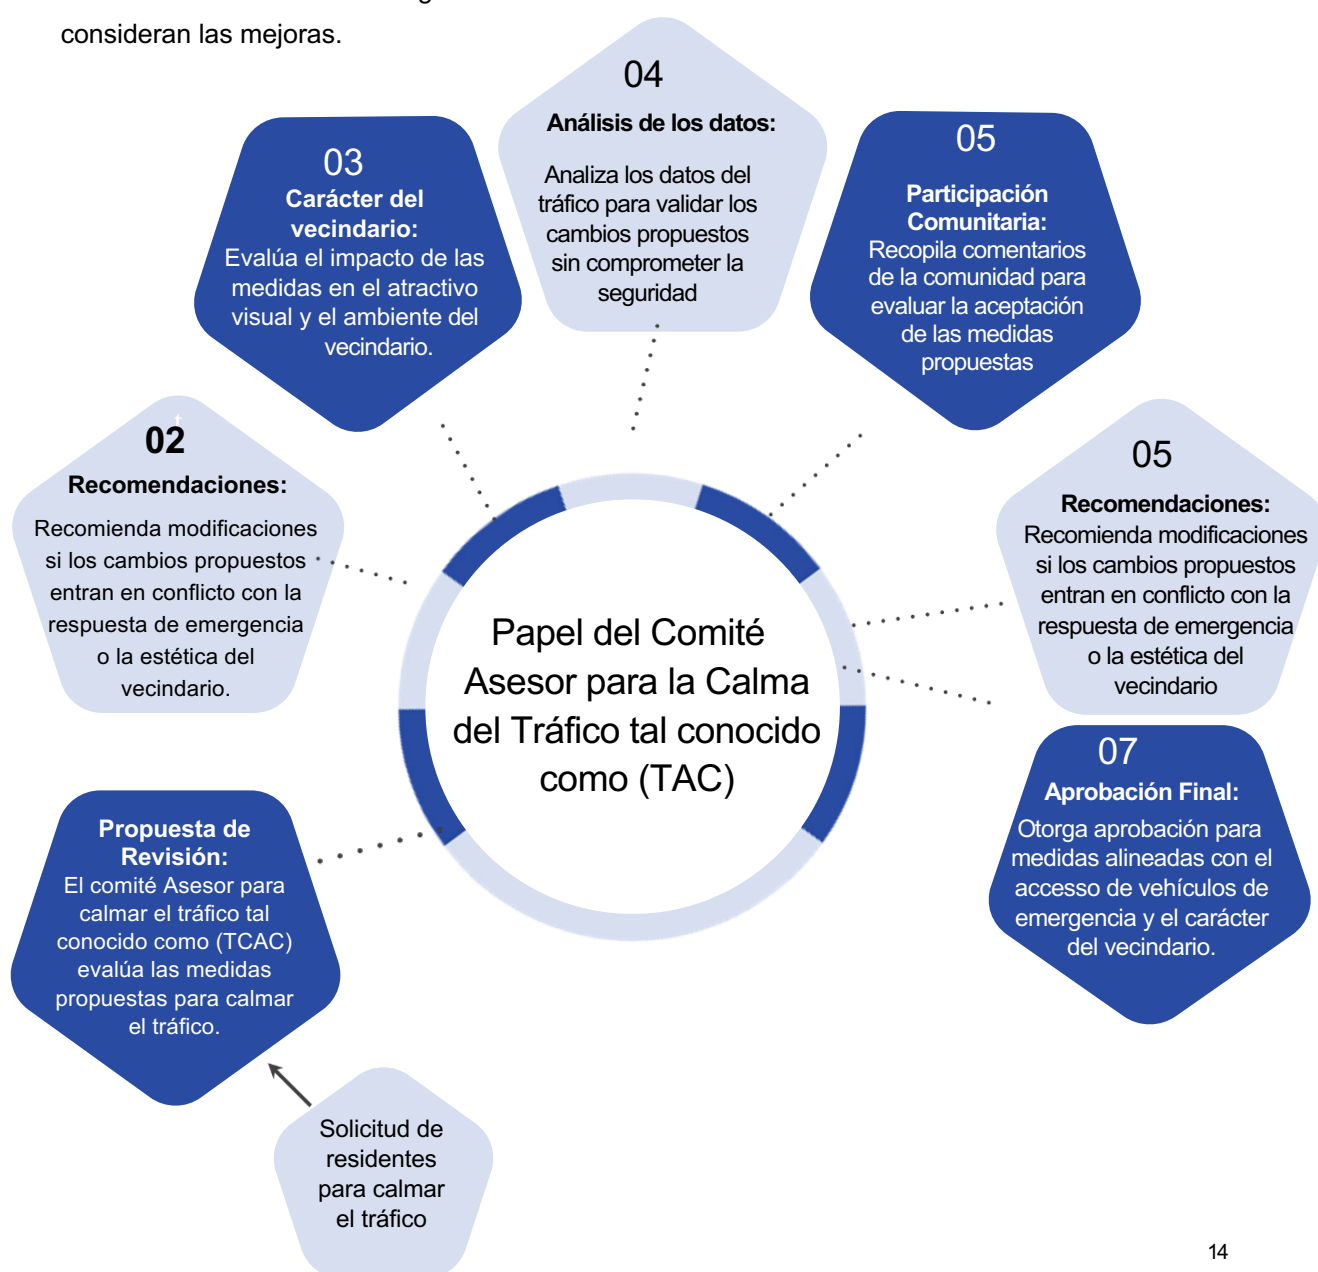 consideran las mejoras.
04
Análisis de los datos:
Analiza los datos del
tráfico para validar los
cambios propuestos
sin comprometer la
seguridad
03
Carácter del
vecindario:
Evalúa el impacto de las
medidas en el atractivo
visual y el ambiente del
vecindario.
05
Participación
Comunitaria:
Recopila comentarios
de la comunidad para
evaluar la aceptación
de las medidas
propuestas
t
02
Recomendaciones:
Recomienda modificaciones
si los cambios propuestos
entran en conflicto con la
respuesta de emergencia
o la estética del
vecindario.
05
Recomendaciones:
Recomienda modificaciones
si los cambios propuestos
entran en conflicto con la
respuesta de emergencia
o la estética del
vecindario
Papel del Comité
Asesor para la Calma
del Tráfico tal conocido
como (TAC)
07
Aprobación Final:
Otorga aprobación para
medidas alineadas con el
accesso de vehículos de
emergencia y el carácter
del vecindario.
Propuesta de
Revisión:
El comité Asesor para
calmar el tráfico tal
conocido como (TCAC)
evalúa las medidas
propuestas para calmar
el tráfico.
Solicitud de
residentes
para calmar
el tráfico
14